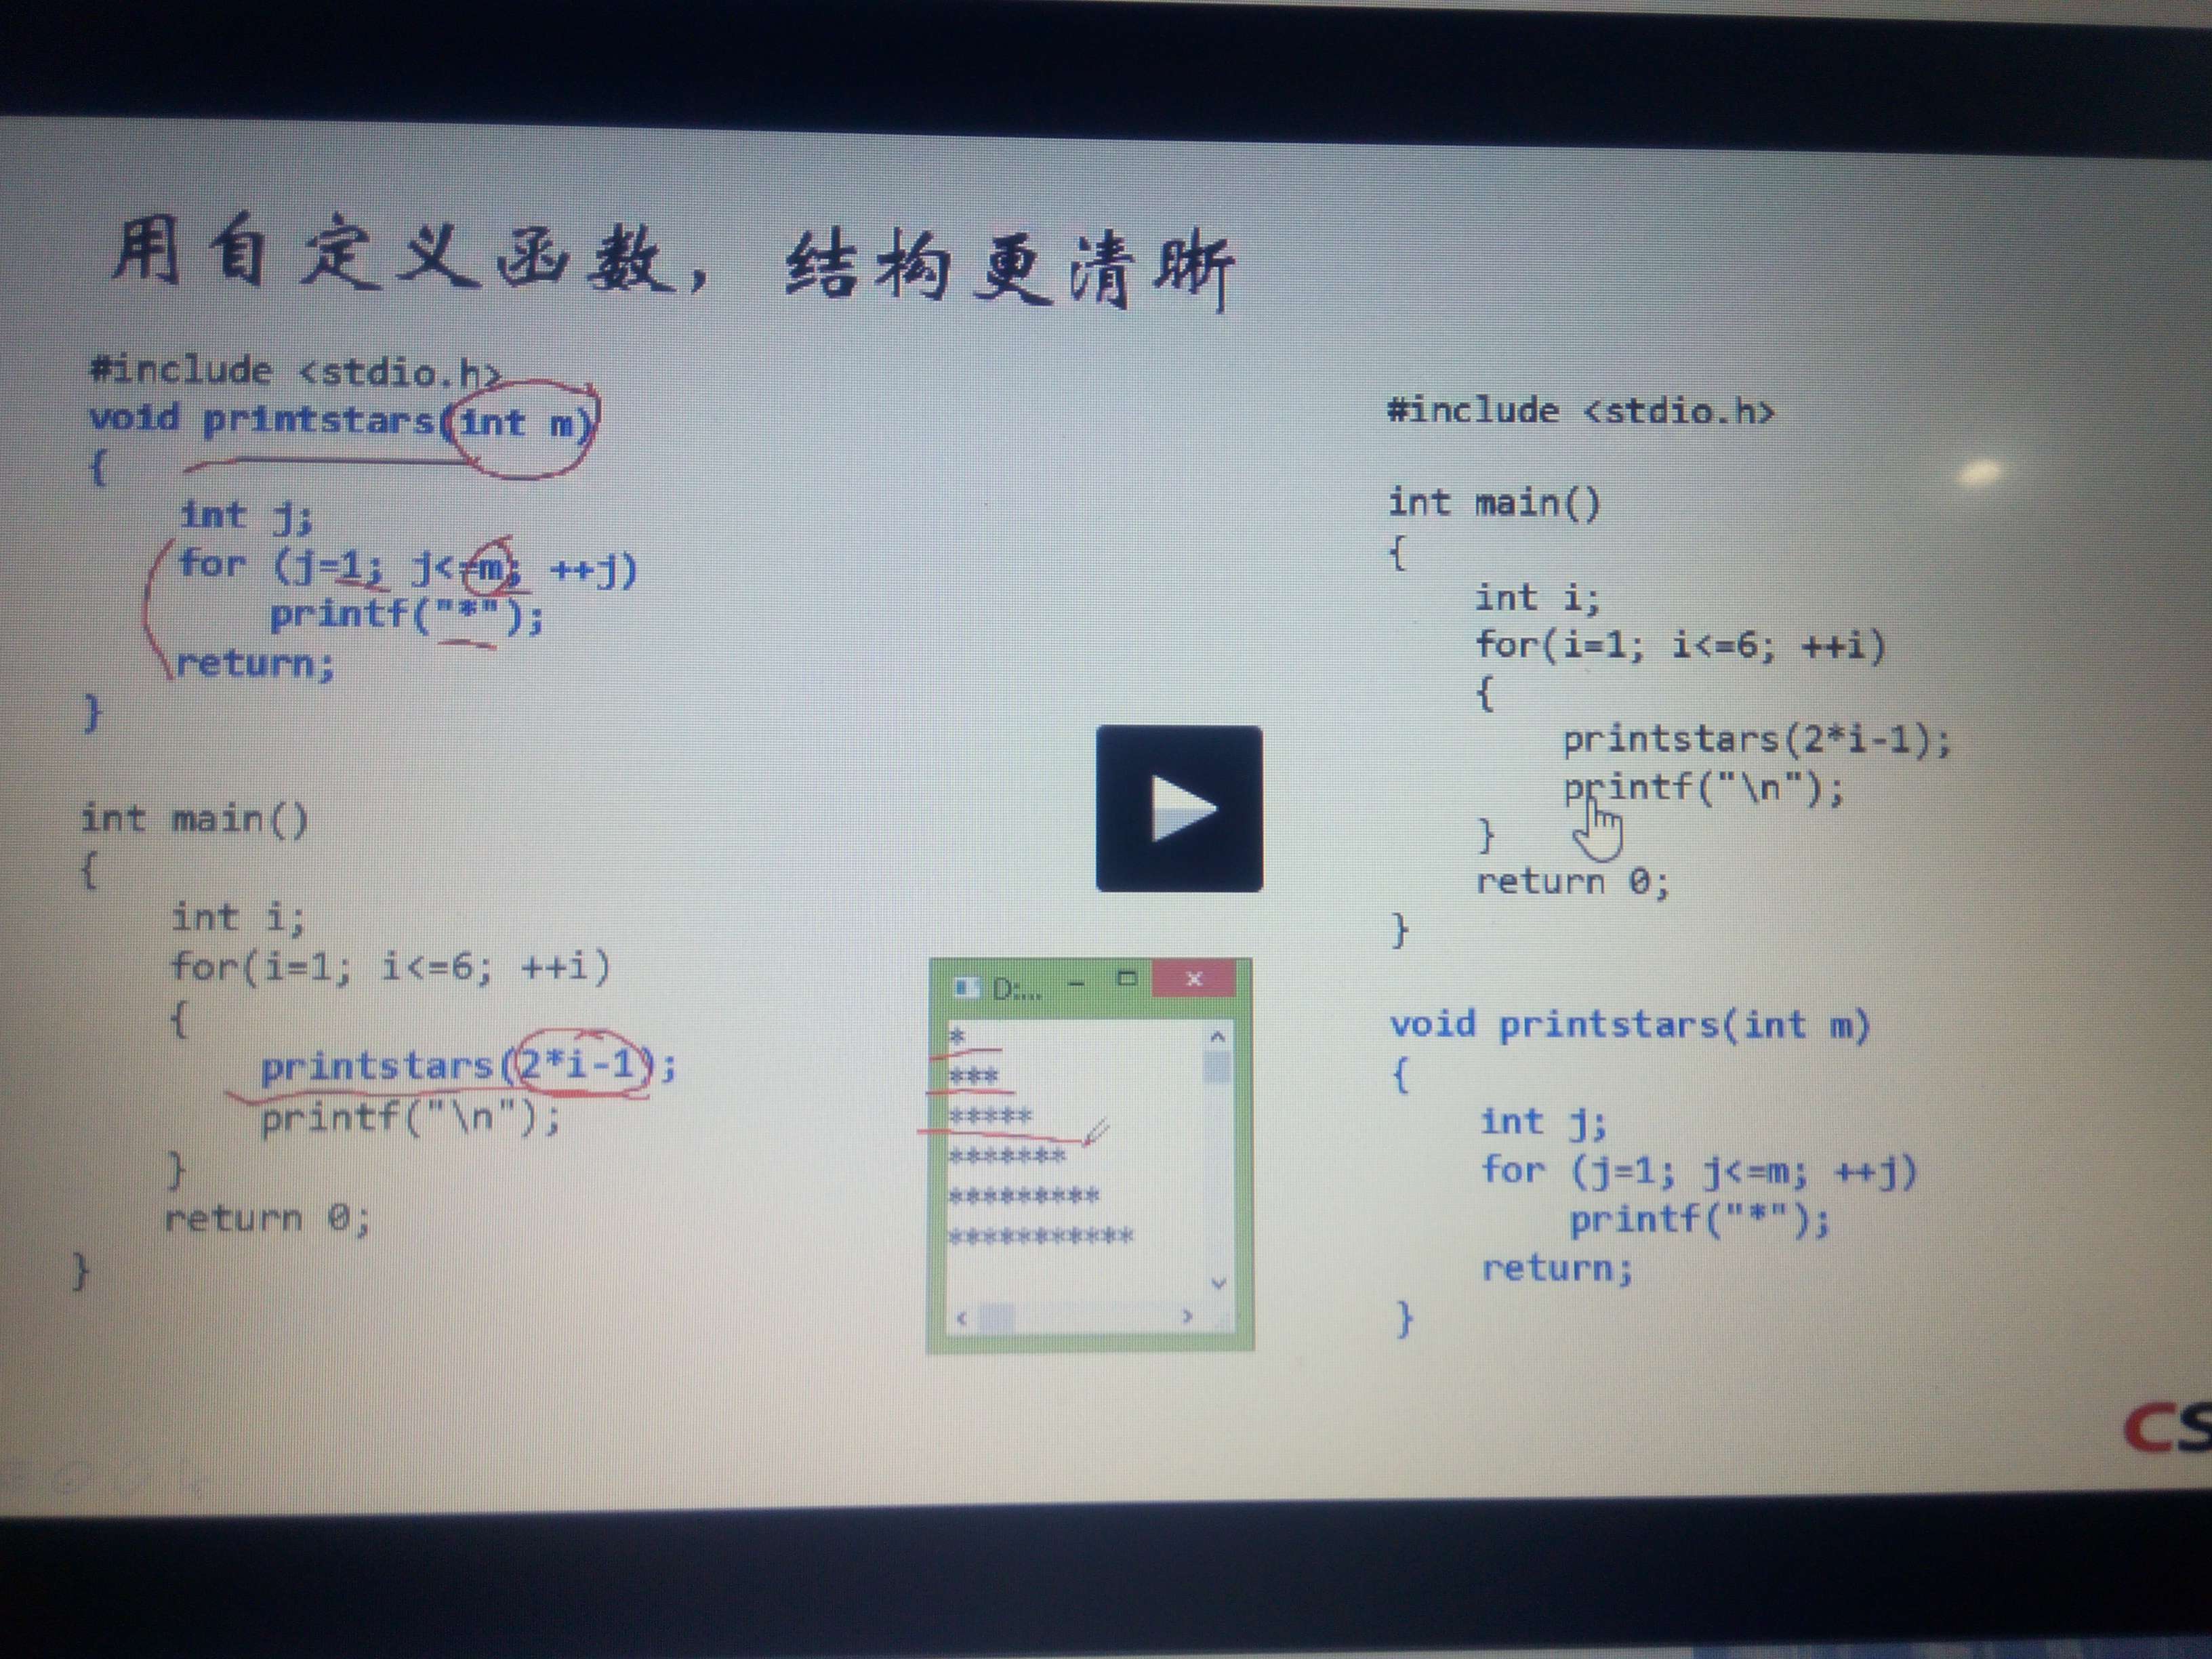 用自定义函数，结构更清晰
#include <stdio.h>
void printstars(int m)
{
    int j;
    for (j=1; j<=m; ++j)
        printf("*");
    return;
}
int main()
{
    int i;
    for(i=1; i<=6; ++i)
    {
        printstars(2*i-1);
        printf("\n");
    }
    return 0;
}
D:...
*
***
*****
*******
*********
***********
#include <stdio.h>
int main()
{
    int i;
    for(i=1; i<=6; ++i)
    {
        printstars(2*i-1);
        printf("\n");
    }
    return 0;
}
void printstars(int m)
{
    int j;
    for (j=1; j<=m; ++j)
        printf("*");
    return;
}
CS